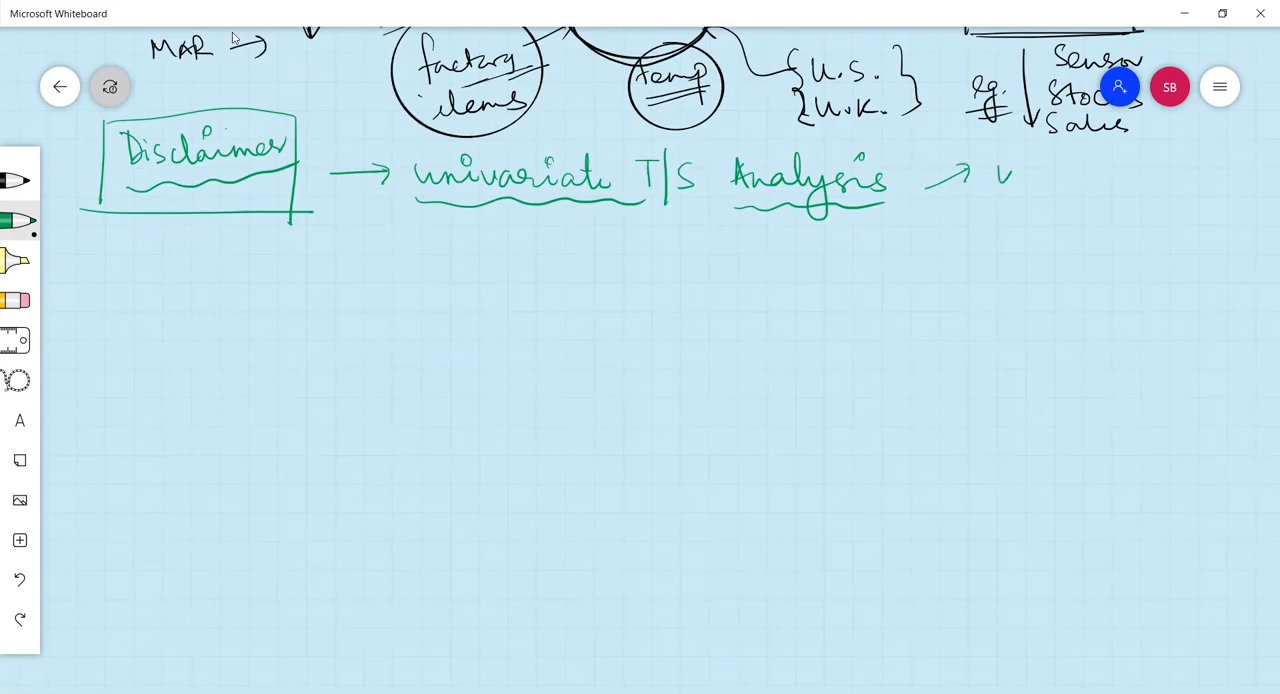 Microsoft Whiteboard
MAR →
factory
items
temp
{ U.S. }
{ U.K. }
eg.
Sensor
Stocks
Sales
SB
Disclaimer → Univariate T|S Analysis →
A